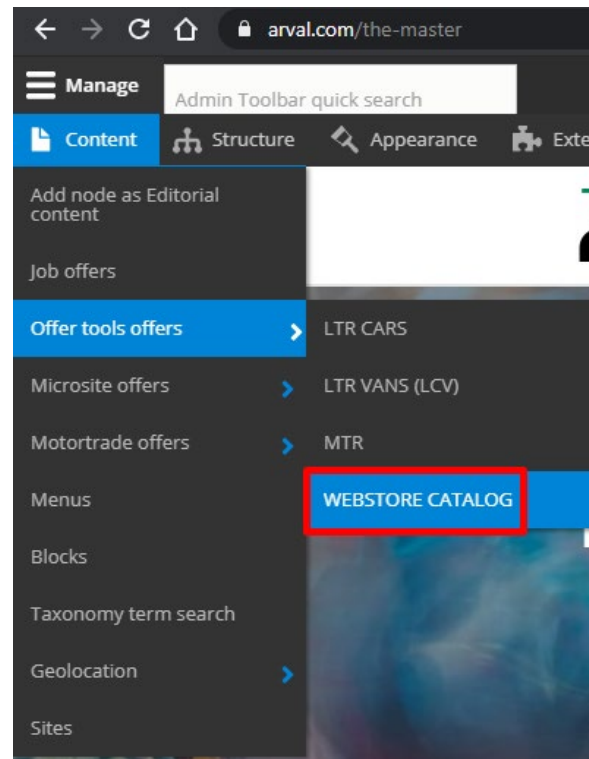 arval.com/the-master
Manage
Admin Toolbar quick search
Content
Structure
Appearance
Exte
Add node as Editorial
content
Job offers
Offer tools offers
LTR CARS
Microsite offers
LTR VANS (LCV)
Motortrade offers
MTR
Menus
WEBSTORE CATALOG
Blocks
Taxonomy term search
Geolocation
Sites